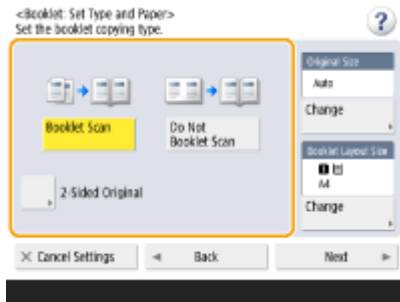 <Booklet: Set Type and Paper>
Set the booklet copying type.
?
Original Size
Auto
Change
Booklet Scan
Do Not
Booklet Scan
Booklet Layout Size
1
A4
2-Sided Original
Change
× Cancel Settings
Back
Next